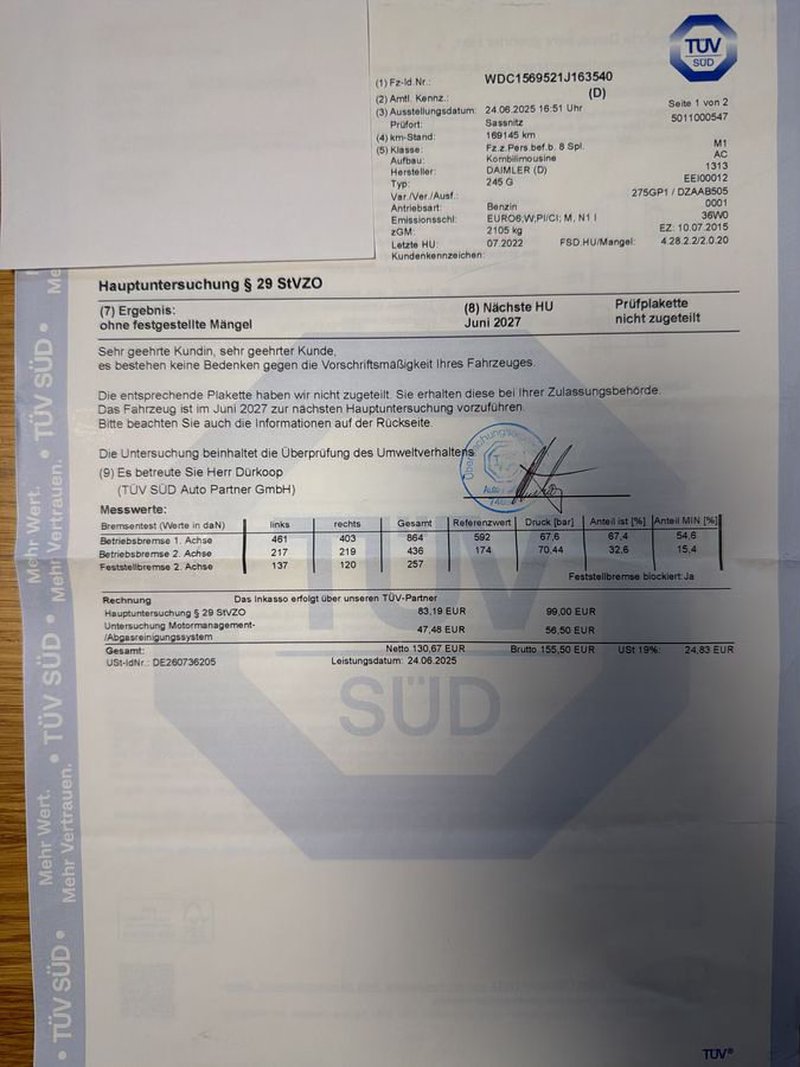 TÜV
SÜD
(1) Fz-Id.Nr.: WDC1569521J163540
(2) Amtl. Kennz.: (D)
(3) Ausstellungsdatum: 24.06.2025 16:51 Uhr Seite 1 von 2
Prüfort: Sassnitz 5011000547
(4) km-Stand: 169145 km
(5) Klasse: Fz.z.Pers.bef.b. 8 Spl. M1
Aufbau: Kombilimousine AC
Hersteller: DAIMLER (D) 1313
Typ: 245 G EEI00012
Var./Ver./Ausf.: 275GP1 / DZAAB505
Antriebsart: Benzin 0001
Emissionsschl: EURO6;W;PI/CI; M, N1 I 36W0
zGM: 2105 kg EZ: 10.07.2015
Letzte HU: 07.2022 FSD.HU/Mangel: 4.28.2.2/2.0.20
Kundenkennzeichen:
Hauptuntersuchung § 29 StVZO
(7) Ergebnis: (8) Nächste HU Prüfplakette
ohne festgestellte Mängel Juni 2027 nicht zugeteilt
Sehr geehrte Kundin, sehr geehrter Kunde,
es bestehen keine Bedenken gegen die Vorschriftsmäßigkeit Ihres Fahrzeuges.
Die entsprechende Plakette haben wir nicht zugeteilt. Sie erhalten diese bei Ihrer Zulassungsbehörde.
Das Fahrzeug ist im Juni 2027 zur nächsten Hauptuntersuchung vorzuführen.
Bitte beachten Sie auch die Informationen auf der Rückseite.
Die Untersuchung beinhaltet die Überprüfung des Umweltverhaltens.
(9) Es betreute Sie Herr Dürkoop
(TÜV SÜD Auto Partner GmbH)
Messwerte:
Bremsentest (Werte in daN) links rechts Gesamt Referenzwert Druck [bar] Anteil ist [%] Anteil MIN [%]
Betriebsbremse 1. Achse 461 403 864 592 67,6 67,4 54,6
Betriebsbremse 2. Achse 217 219 436 174 70,44 32,6 15,4
Feststellbremse 2. Achse 137 120 257
Feststellbremse blockiert:Ja
Rechnung Das Inkasso erfolgt über unseren TÜV-Partner
Hauptuntersuchung § 29 StVZO 83,19 EUR 99,00 EUR
Untersuchung Motormanagement-
/Abgasreinigungssystem 47,48 EUR 56,50 EUR
Gesamt: Netto 130,67 EUR Brutto 155,50 EUR USt 19%: 24,83 EUR
USt-IdNr.: DE260736205 Leistungsdatum: 24.06.2025
TÜV
SÜD
Mehr Wert.
Mehr Vertrauen.
TÜV SÜD
Mehr Wert.
Mehr Vertrauen.
TÜV SÜD
TÜV SÜD
TÜV®